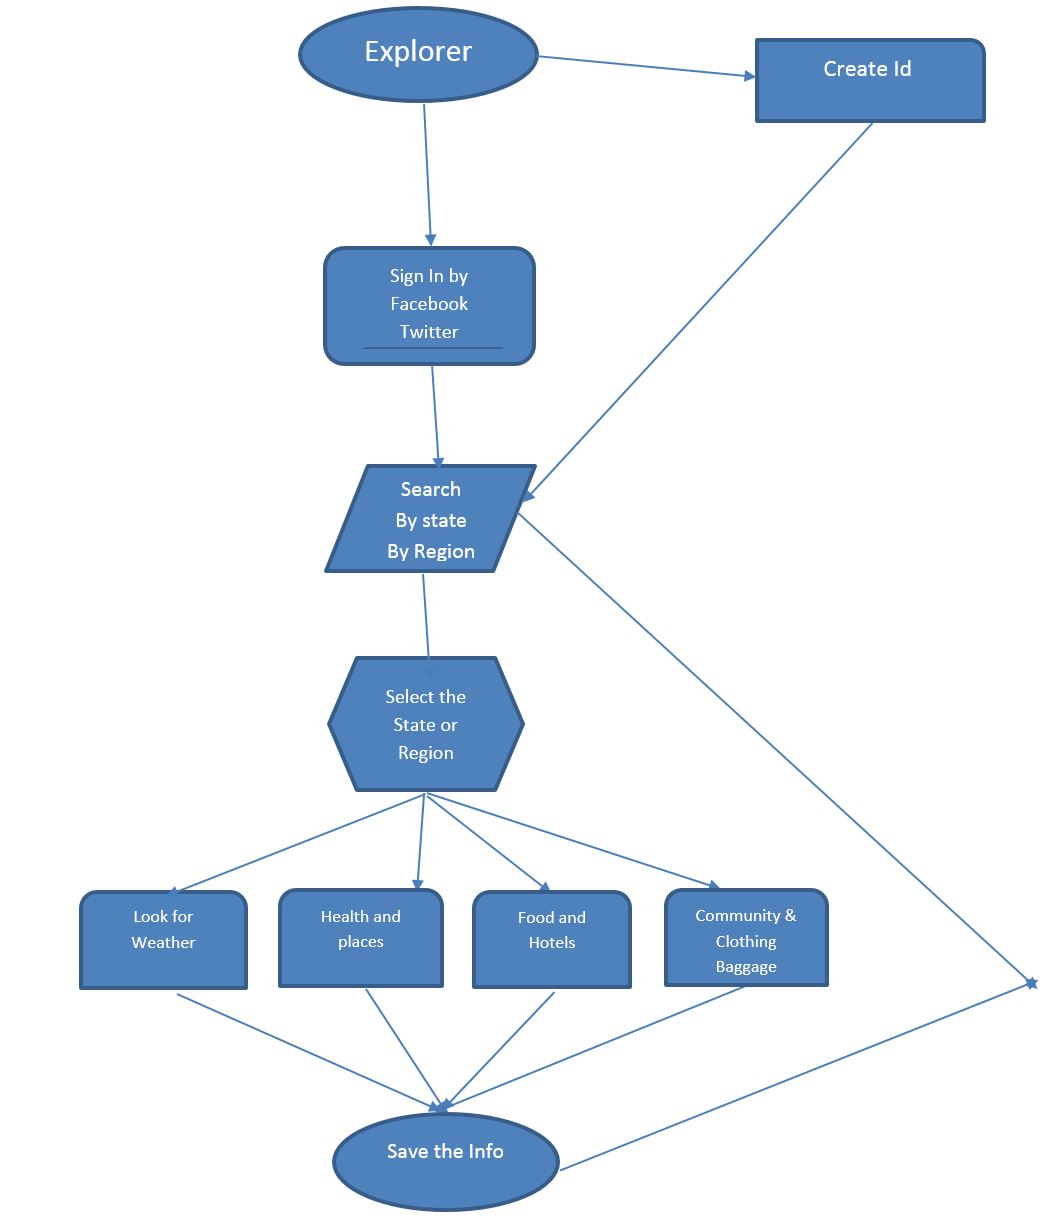 Explorer
Create Id
Sign In by
Facebook
Twitter
Search
By state
By Region
Select the
State or
Region
Look for
Weather
Health and
places
Food and
Hotels
Community &
Clothing
Baggage
Save the Info